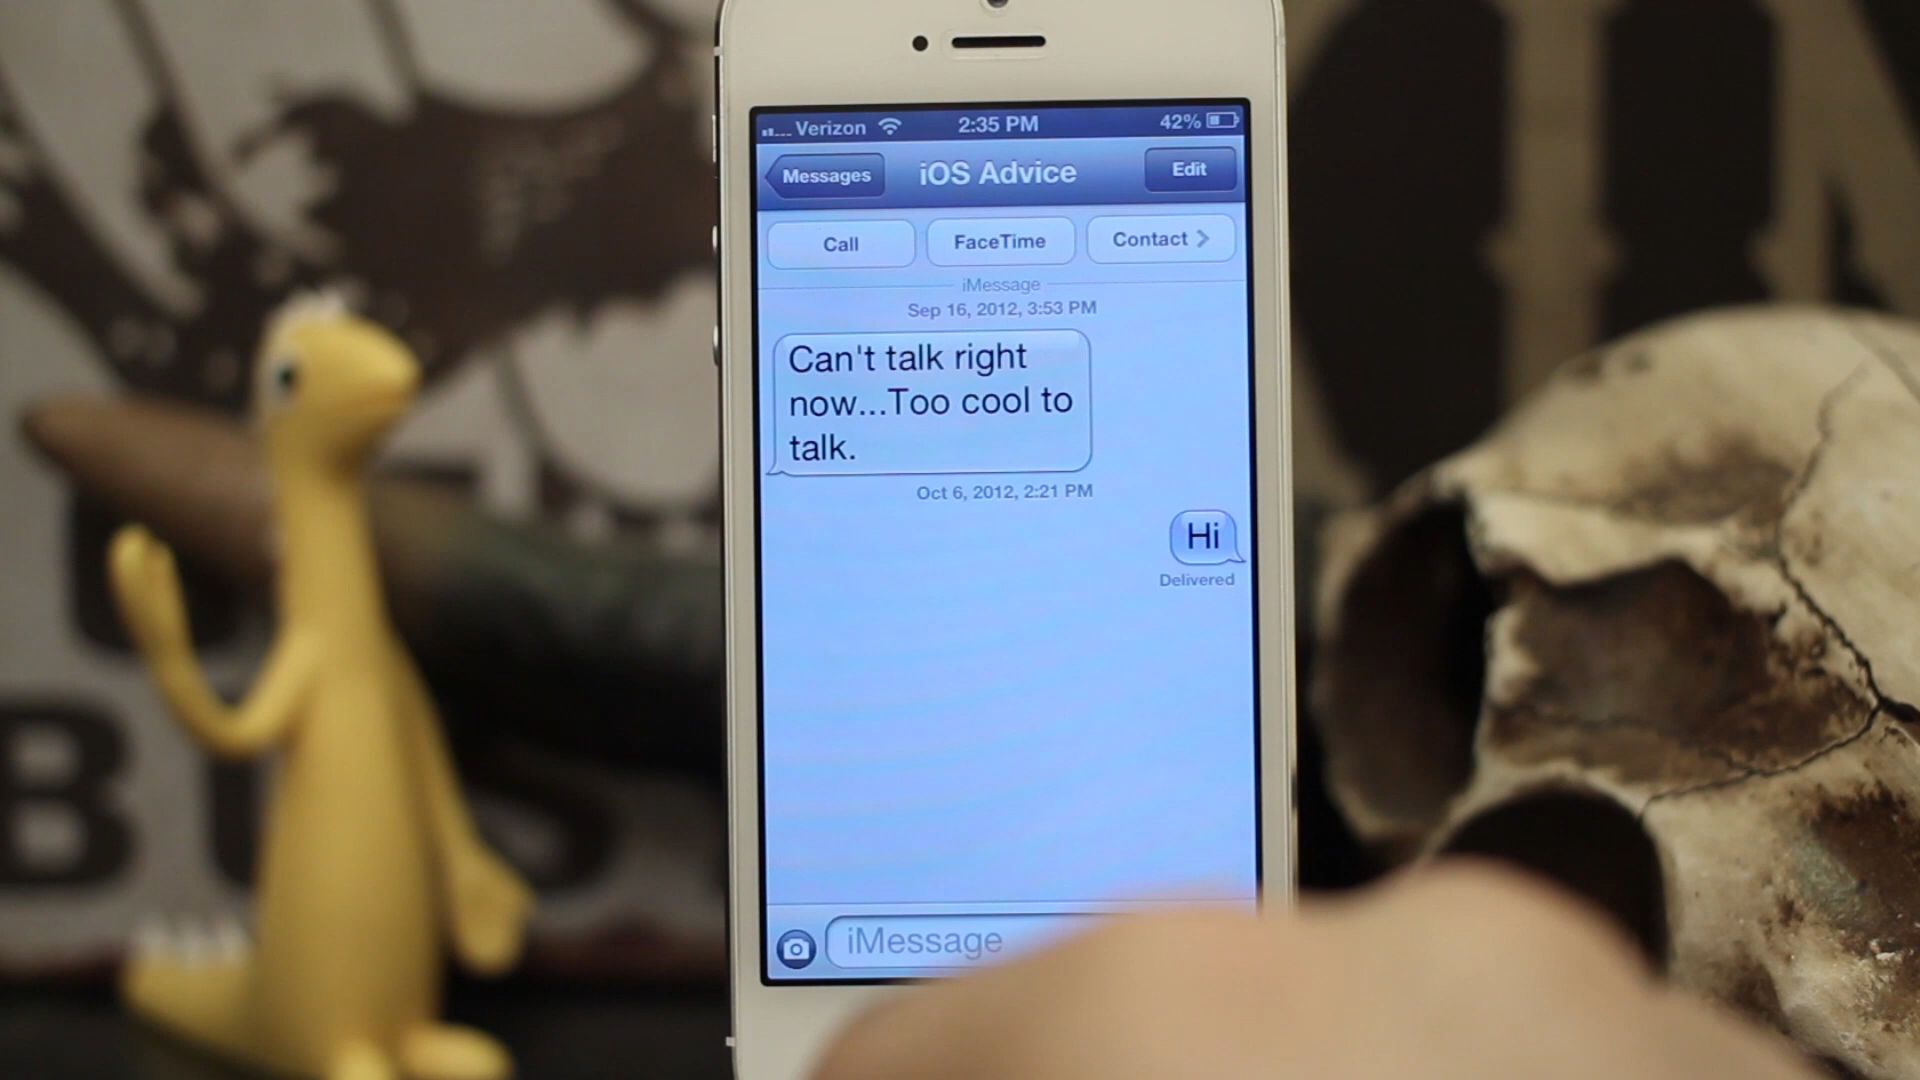 Verizon 2:35 PM 42%
Messages iOS Advice Edit
Call FaceTime Contact
iMessage
Sep 16, 2012, 3:53 PM
Can't talk right
now...Too cool to
talk.
Oct 6, 2012, 2:21 PM
Hi
Delivered
iMessage